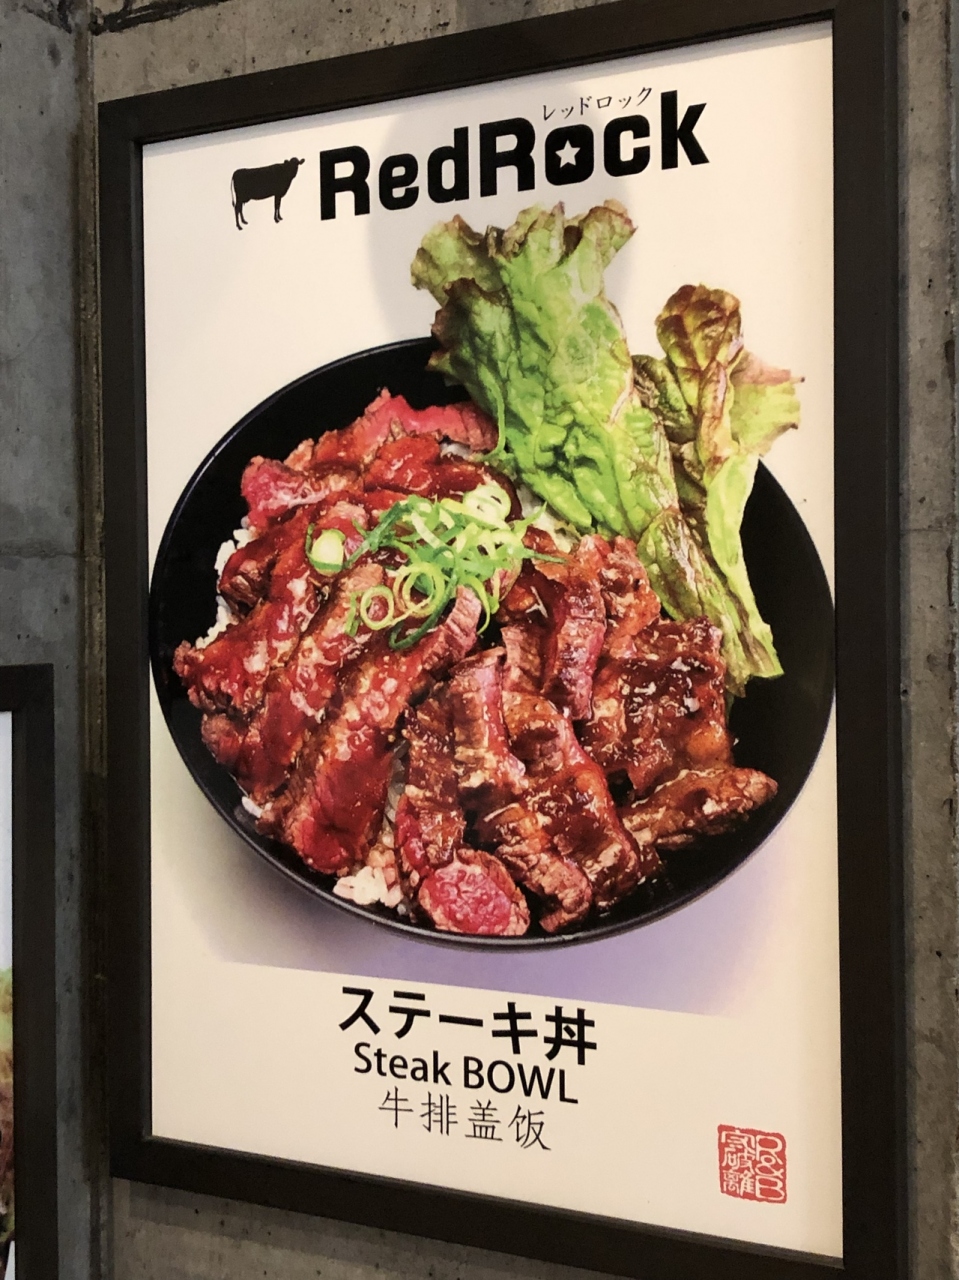 レッドロック
RedRock
ステーキ丼
Steak BOWL
牛排盖饭